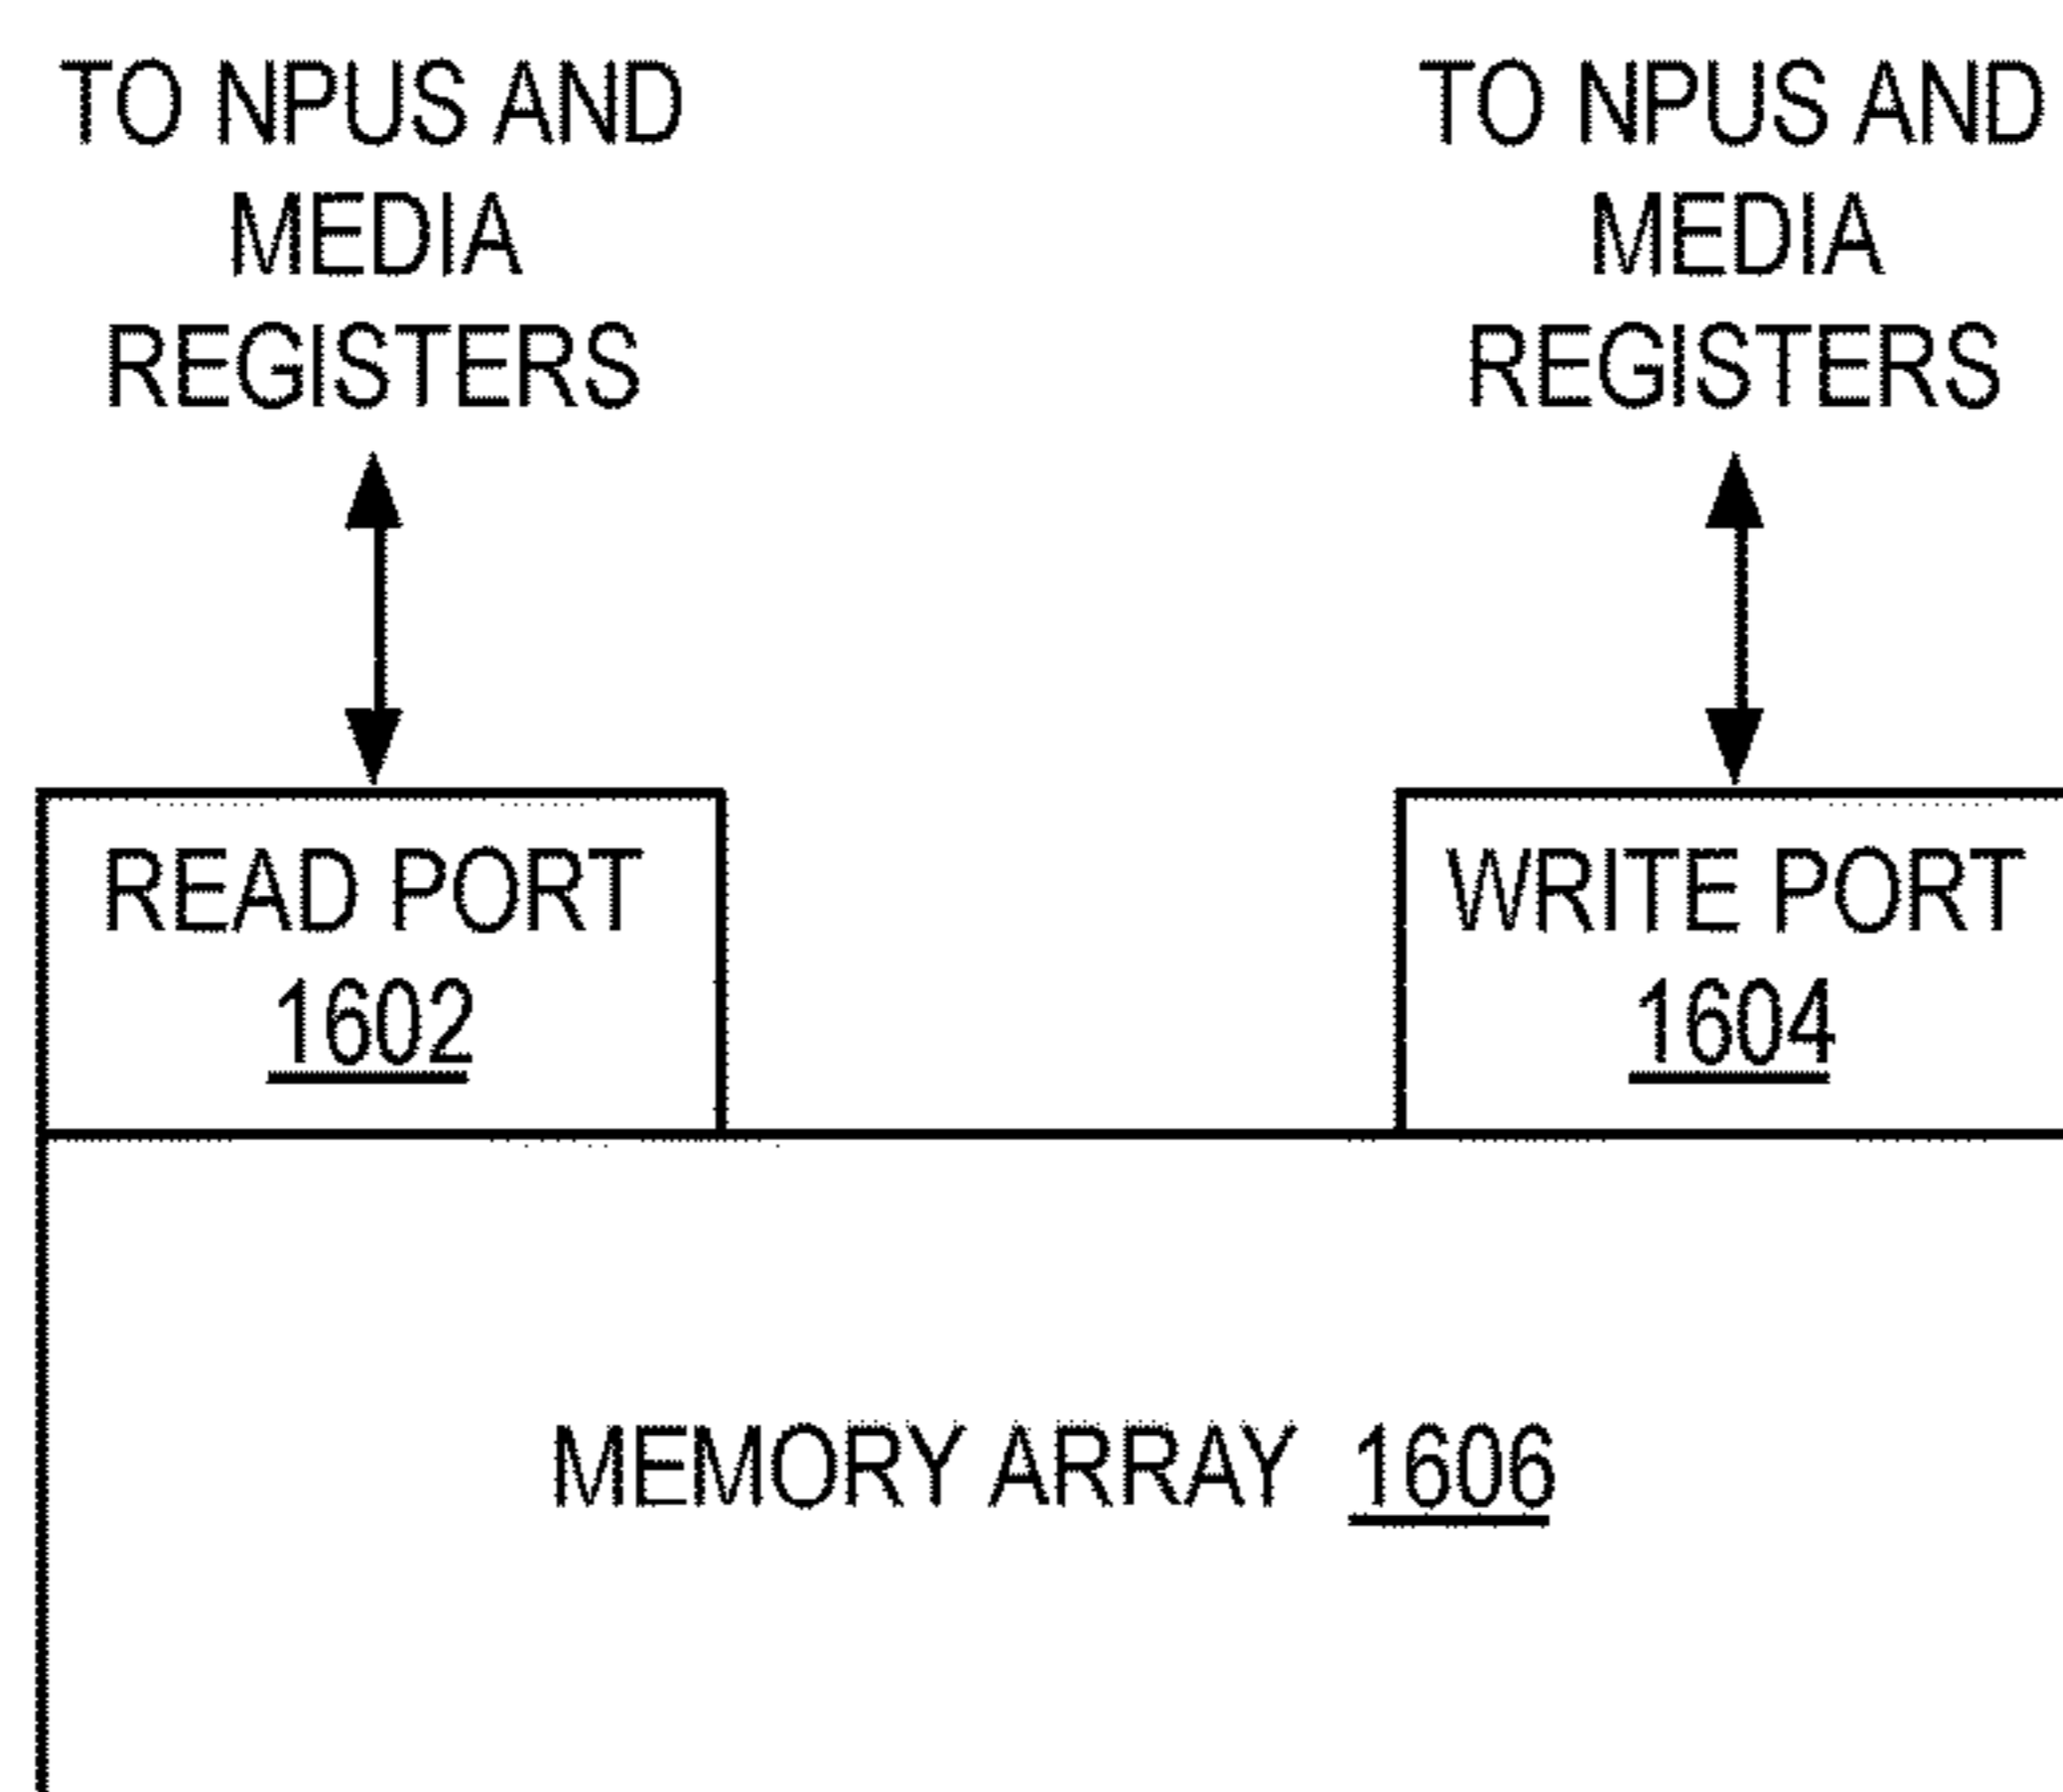 TO NPUS AND
MEDIA
REGISTERS
TO NPUS AND
MEDIA
REGISTERS
READ PORT
1602
WRITE PORT
1604
MEMORY ARRAY 1606